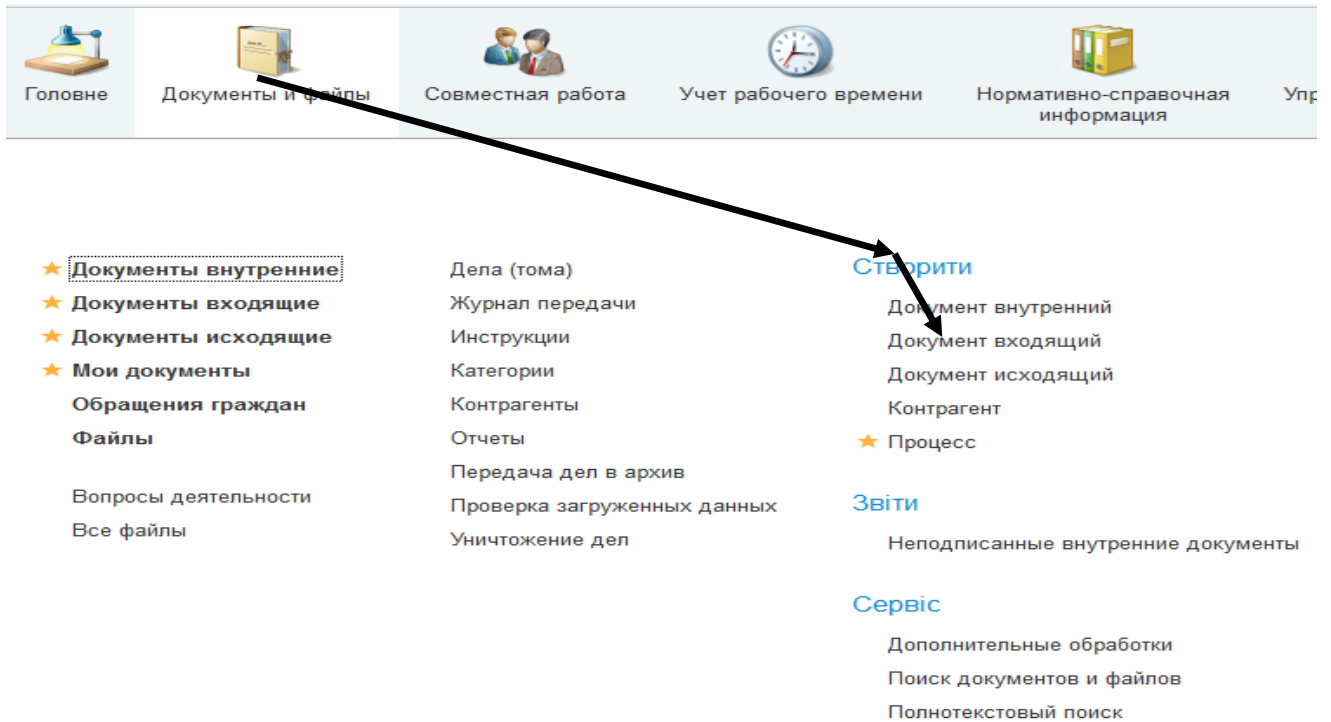 Головне
Документы и файлы
Совместная работа
Учет рабочего времени
Нормативно-справочная
информация
Упр
Документы внутренние
Документы входящие
Документы исходящие
Мои документы
Обращения граждан
Файлы
Вопросы деятельности
Все файлы
Дела (тома)
Журнал передачи
Инструкции
Категории
Контрагенты
Отчеты
Передача дел в архив
Проверка загруженных данных
Уничтожение дел
Створити
Документ внутренний
Документ входящий
Документ исходящий
Контрагент
Процесс
Звіти
Неподписанные внутренние документы
Сервіс
Дополнительные обработки
Поиск документов и файлов
Полнотекстовый поиск